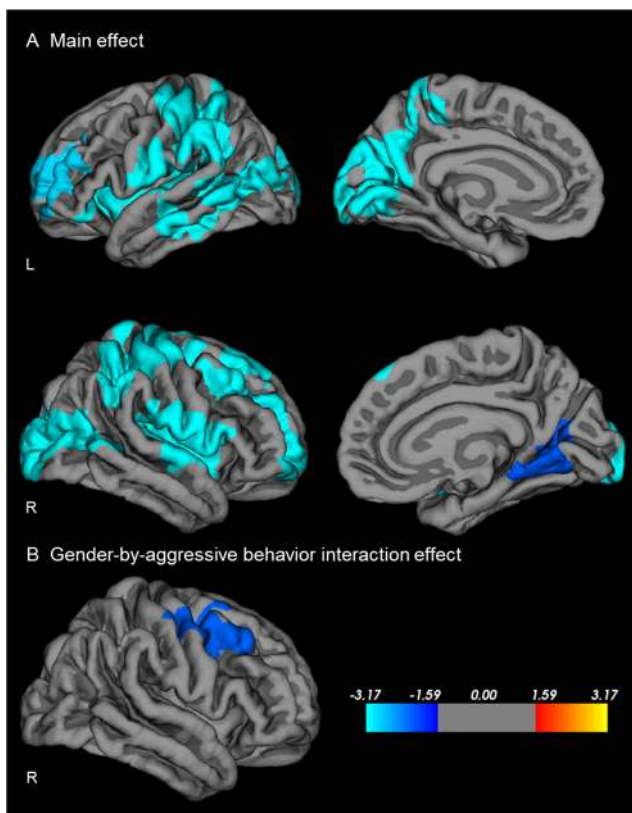 A Main effect
L
R
B Gender-by-aggressive behavior interaction effect
-3.17 -1.59 0.00 1.59 3.17
R